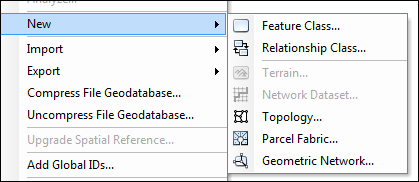 Analyze...
New
Import
Export
Compress File Geodatabase...
Uncompress File Geodatabase...
Upgrade Spatial Reference...
Add Global IDs...
Feature Class...
Relationship Class...
Terrain...
Network Dataset...
Topology...
Parcel Fabric...
Geometric Network...